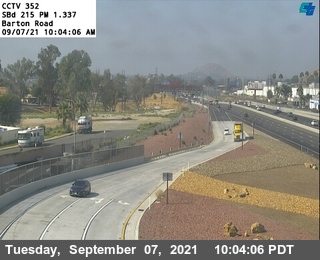 CCTV 352
SBd 215 PM 1.337
Barton Road
09/07/21 10:04:06 AM
Tuesday, September 07, 2021 10:04:06 PDT